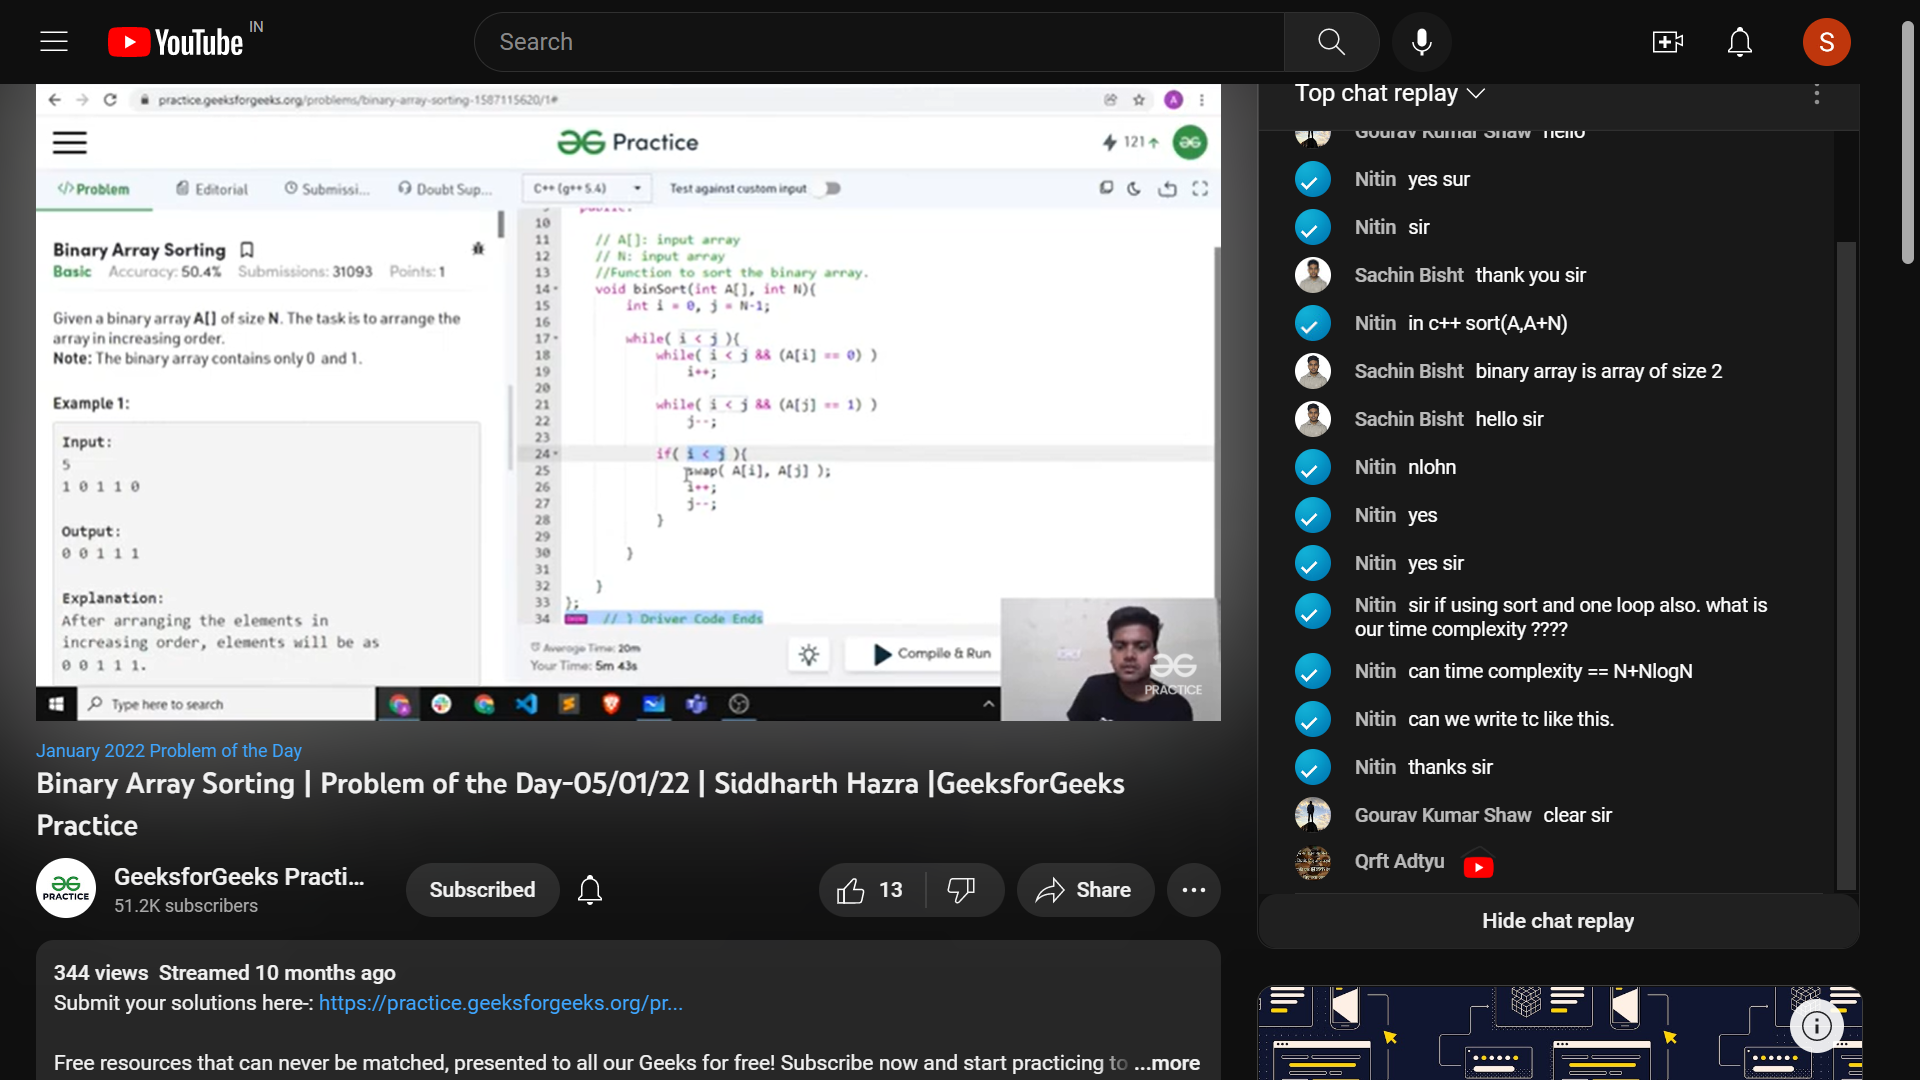 YouTube IN
Search
S
practice.geeksforgeeks.org/problems/binary-array-sorting-1587115620/1#
A
Practice
121
Problem
Editorial
Submissi...
Doubt Sup...
C++ (g++ 5.4)
Test against custom input
Binary Array Sorting
Basic Accuracy: 50.4% Submissions: 31093 Points: 1
Given a binary array A[] of size N. The task is to arrange the
array in increasing order.
Note: The binary array contains only 0 and 1.
Example 1:
Input:
5
1 0 1 1 0
Output:
0 0 1 1 1
Explanation:
After arranging the elements in
increasing order, elements will be as
0 0 1 1 1.
10
11 // A[]: input array
12 // N: input array
13 //Function to sort the binary array.
14 void binSort(int A[], int N){
15 int i = 0, j = N-1;
16
17 while( i < j ){
18 while( i < j && (A[i] == 0) )
19 i++;
20
21 while( i < j && (A[j] == 1) )
22 j--;
23
24 if( i < j ){
25 swap( A[i], A[j] );
26 i++;
27 j--;
28 }
29
30 }
31
32 }
33 };
34 // } Driver Code Ends
Average Time: 20m
Your Time: 5m 43s
Compile & Run
PRACTICE
Type here to search
January 2022 Problem of the Day
Binary Array Sorting | Problem of the Day-05/01/22 | Siddharth Hazra |GeeksforGeeks
Practice
PRACTICE
GeeksforGeeks Practi...
51.2K subscribers
Subscribed
13
Share
344 views Streamed 10 months ago
Submit your solutions here-: https://practice.geeksforgeeks.org/pr...
Free resources that can never be matched, presented to all our Geeks for free! Subscribe now and start practicing to ...more
Top chat replay
Gourav Kumar Shaw hello
Nitin yes sur
Nitin sir
Sachin Bisht thank you sir
Nitin in c++ sort(A,A+N)
Sachin Bisht binary array is array of size 2
Sachin Bisht hello sir
Nitin nlohn
Nitin yes
Nitin yes sir
Nitin sir if using sort and one loop also. what is
our time complexity ????
Nitin can time complexity == N+NlogN
Nitin can we write tc like this.
Nitin thanks sir
Gourav Kumar Shaw clear sir
Qrft Adtyu
Hide chat replay